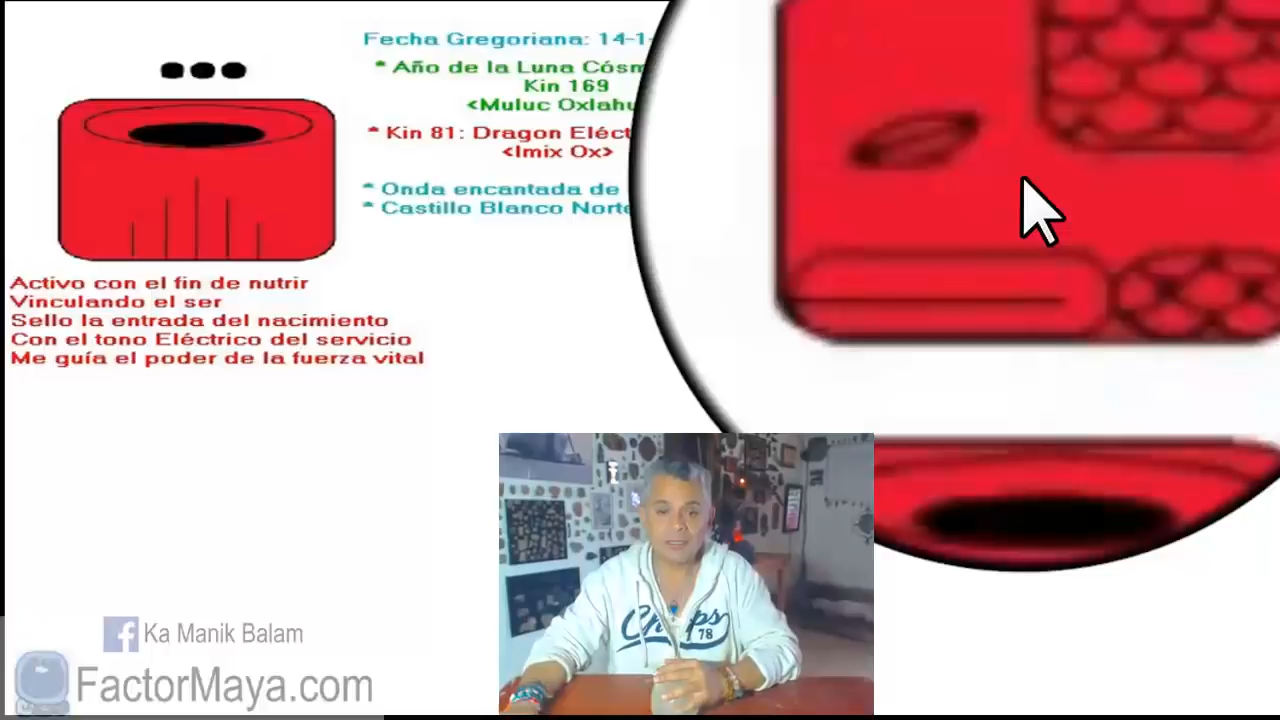 Fecha Gregoriana: 14-1-
* Año de la Luna Cósm
Kin 169
<Muluc Oxlahu
* Kin 81: Dragon Eléct
<Imix Ox>
* Onda encantada de
* Castillo Blanco Norte
Activo con el fin de nutrir
Vinculando el ser
Sello la entrada del nacimiento
Con el tono Eléctrico del servicio
Me guía el poder de la fuerza vital
78
Ka Manik Balam
FactorMaya.com